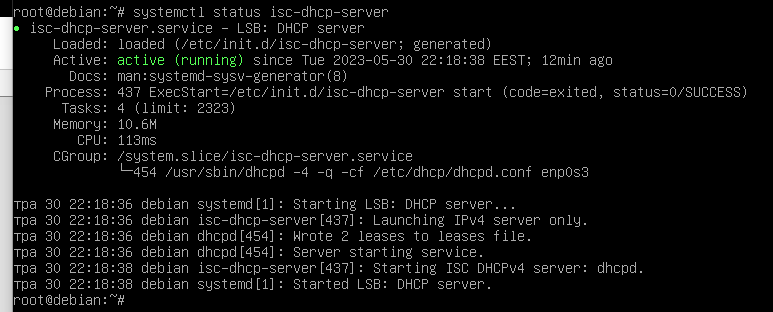 root@debian:~# systemctl status isc-dhcp-server
● isc-dhcp-server.service – LSB: DHCP server
Loaded: loaded (/etc/init.d/isc-dhcp-server; generated)
Active: active (running) since Tue 2023-05-30 22:18:38 EEST; 12min ago
Docs: man:systemd-sysv-generator(8)
Process: 437 ExecStart=/etc/init.d/isc-dhcp-server start (code=exited, status=0/SUCCESS)
Tasks: 4 (limit: 2323)
Memory: 10.6M
CPU: 113ms
CGroup: /system.slice/isc-dhcp-server.service
└─454 /usr/sbin/dhcpd -4 -q -cf /etc/dhcp/dhcpd.conf enp0s3

тра 30 22:18:36 debian systemd[1]: Starting LSB: DHCP server...
тра 30 22:18:36 debian isc-dhcp-server[437]: Launching IPv4 server only.
тра 30 22:18:36 debian dhcpd[454]: Wrote 2 leases to leases file.
тра 30 22:18:36 debian dhcpd[454]: Server starting service.
тра 30 22:18:38 debian isc-dhcp-server[437]: Starting ISC DHCPv4 server: dhcpd.
тра 30 22:18:38 debian systemd[1]: Started LSB: DHCP server.
root@debian:~#